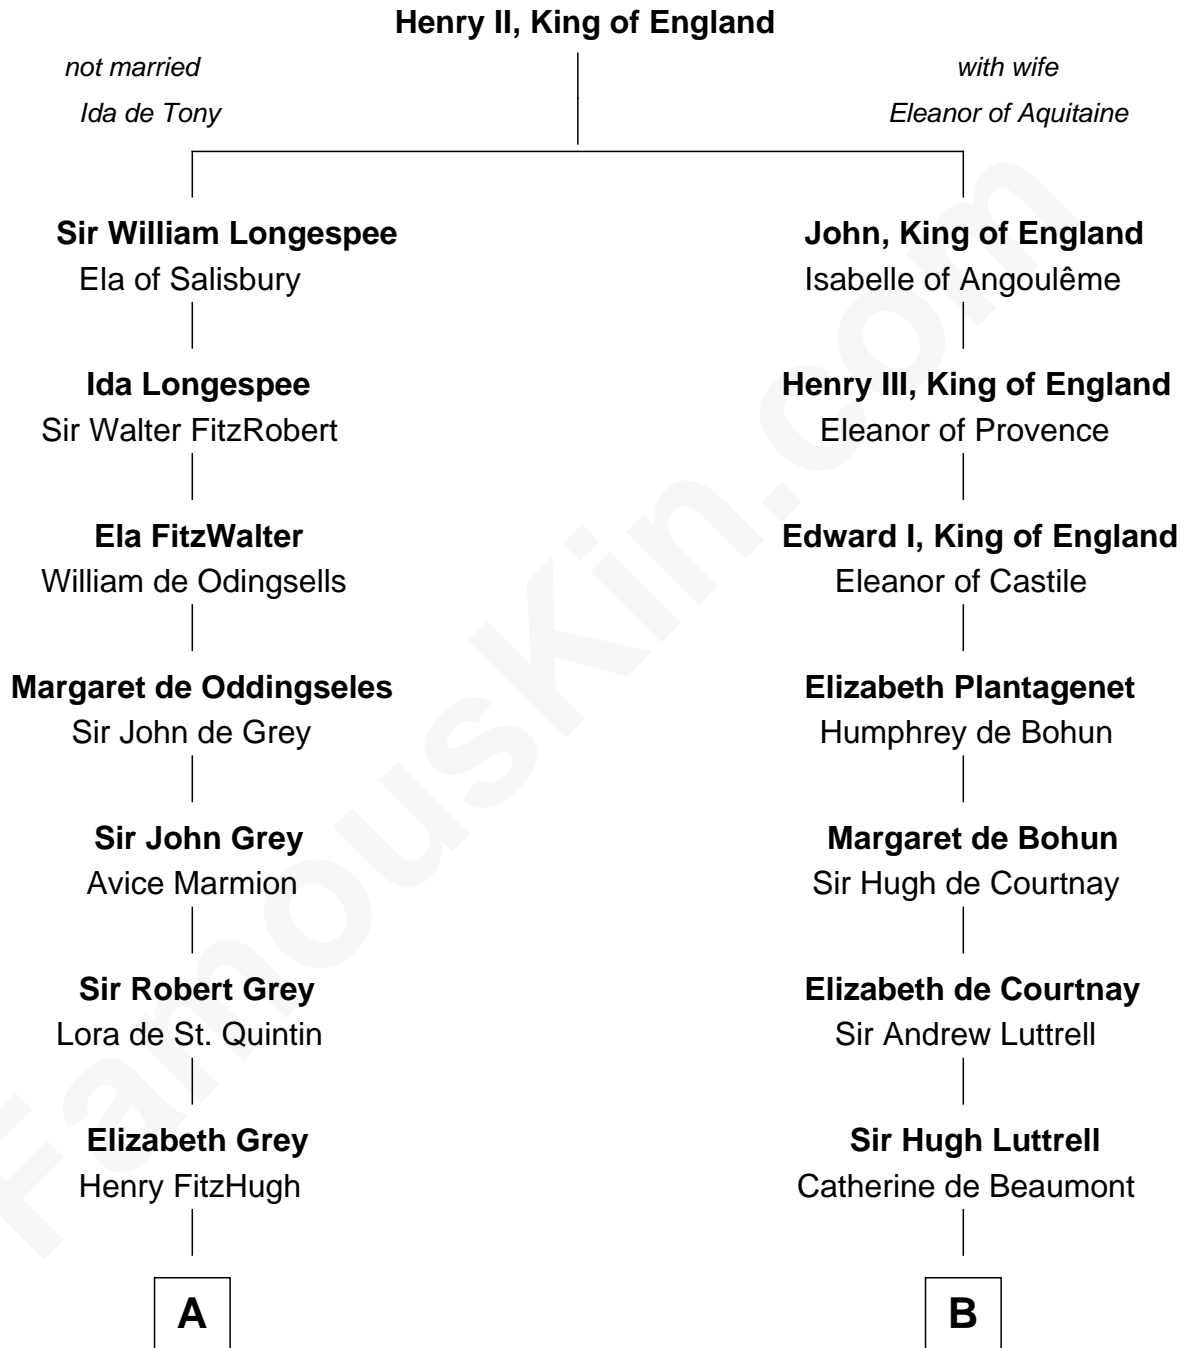 Henry II, King of England
not married
Ida de Tony
with wife
Eleanor of Aquitaine
Sir William Longespee
Ela of Salisbury
John, King of England
Isabelle of Angoulême
Ida Longespee
Sir Walter FitzRobert
Henry III, King of England
Eleanor of Provence
Ela FitzWalter
William de Odingsells
Edward I, King of England
Eleanor of Castile
Margaret de Oddingseles
Sir John de Grey
Elizabeth Plantagenet
Humphrey de Bohun
Sir John Grey
Avice Marmion
Margaret de Bohun
Sir Hugh de Courtnay
Sir Robert Grey
Lora de St. Quintin
Elizabeth de Courtnay
Sir Andrew Luttrell
Elizabeth Grey
Henry FitzHugh
Sir Hugh Luttrell
Catherine de Beaumont
A
B
FamousKin.com